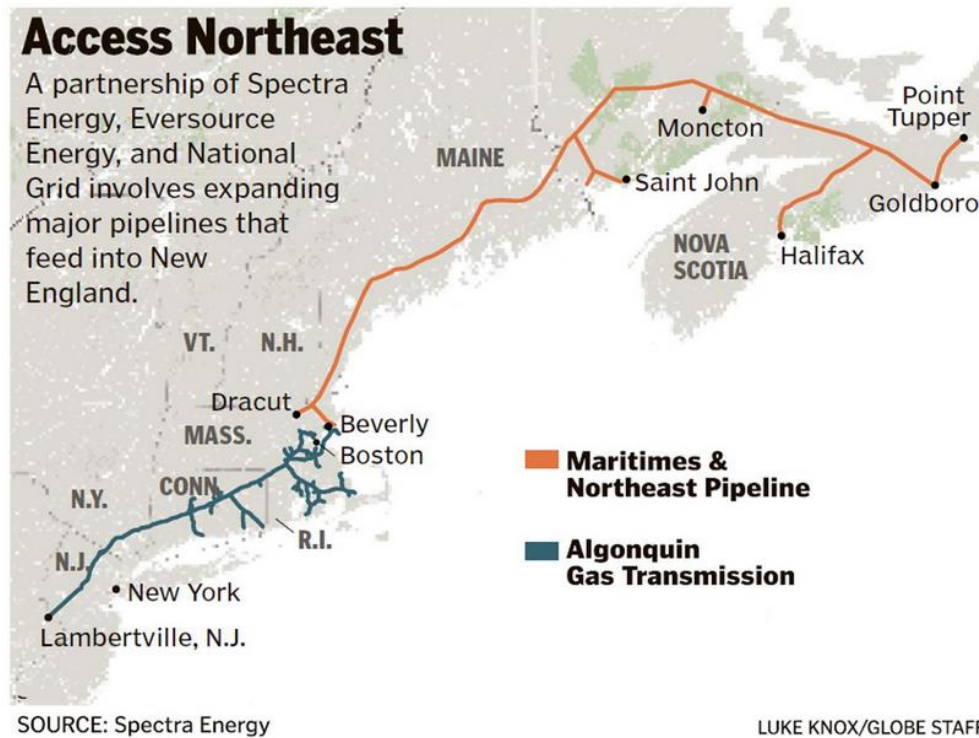 Access Northeast
A partnership of Spectra
Energy, Eversource
Energy, and National
Grid involves expanding
major pipelines that
feed into New
England.
Point
Tupper
Moncton
MAINE
Saint John
Goldboro
NOVA
SCOTIA
Halifax
VT.
N.H.
Dracut
Beverly
MASS.
Boston
Maritimes &
Northeast Pipeline
CONN.
N.Y.
R.I.
Algonquin
Gas Transmission
N.J.
New York
Lambertville, N.J.
SOURCE: Spectra Energy
LUKE KNOX/GLOBE STAFF